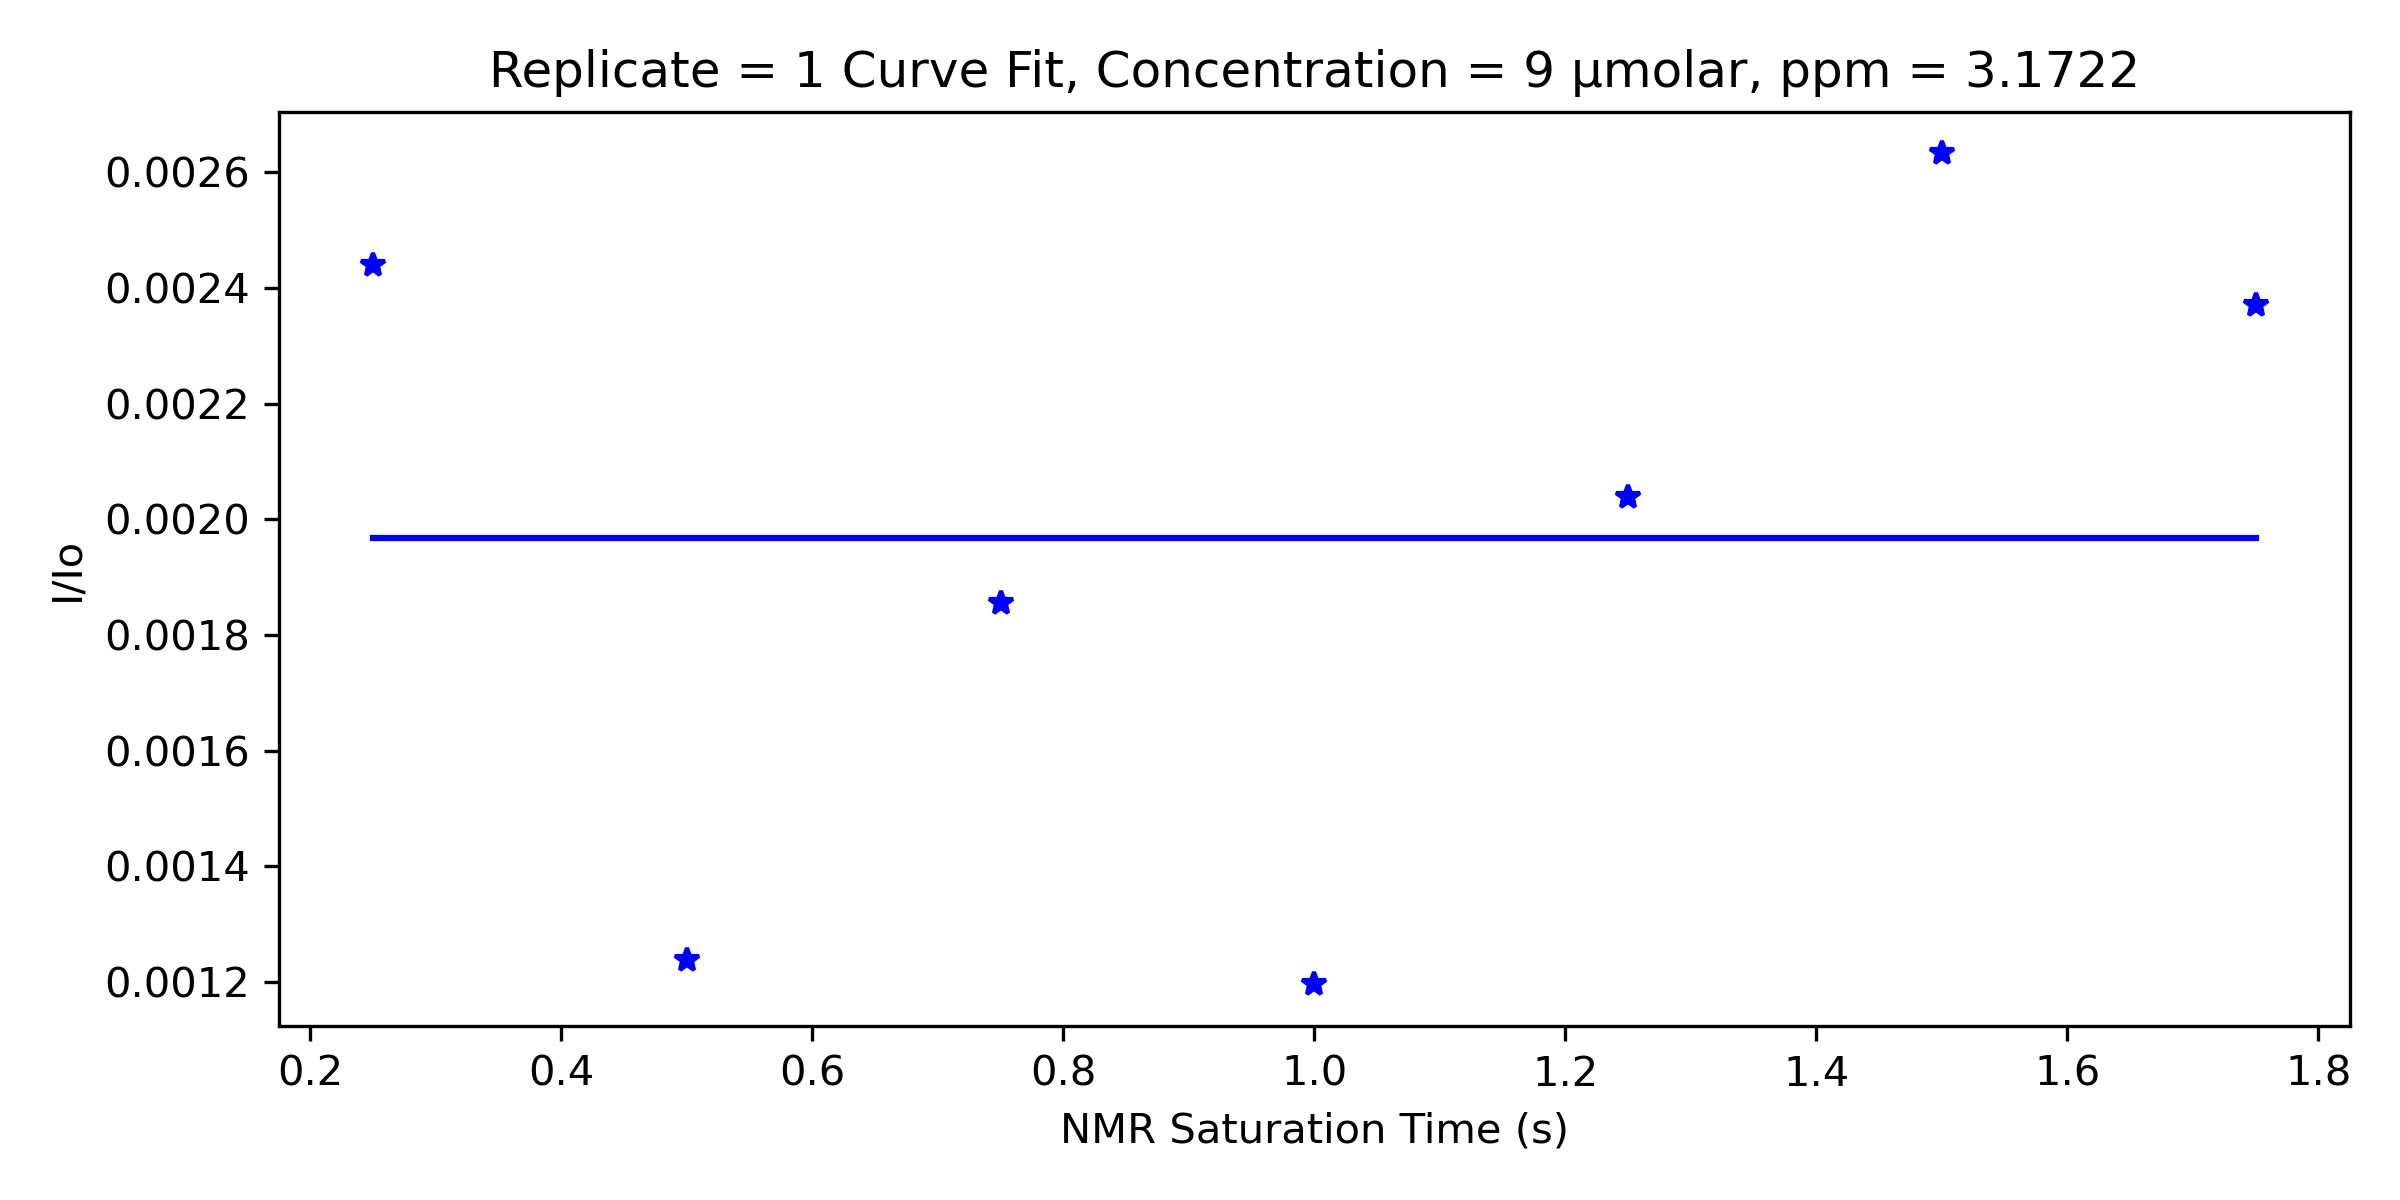 Replicate = 1 Curve Fit, Concentration = 9 µmolar, ppm = 3.1722
0.0026
0.0024
0.0022
0.0020
0.0018
0.0016
0.0014
0.0012
I/Io
0.2 0.4 0.6 0.8 1.0 1.2 1.4 1.6 1.8
NMR Saturation Time (s)